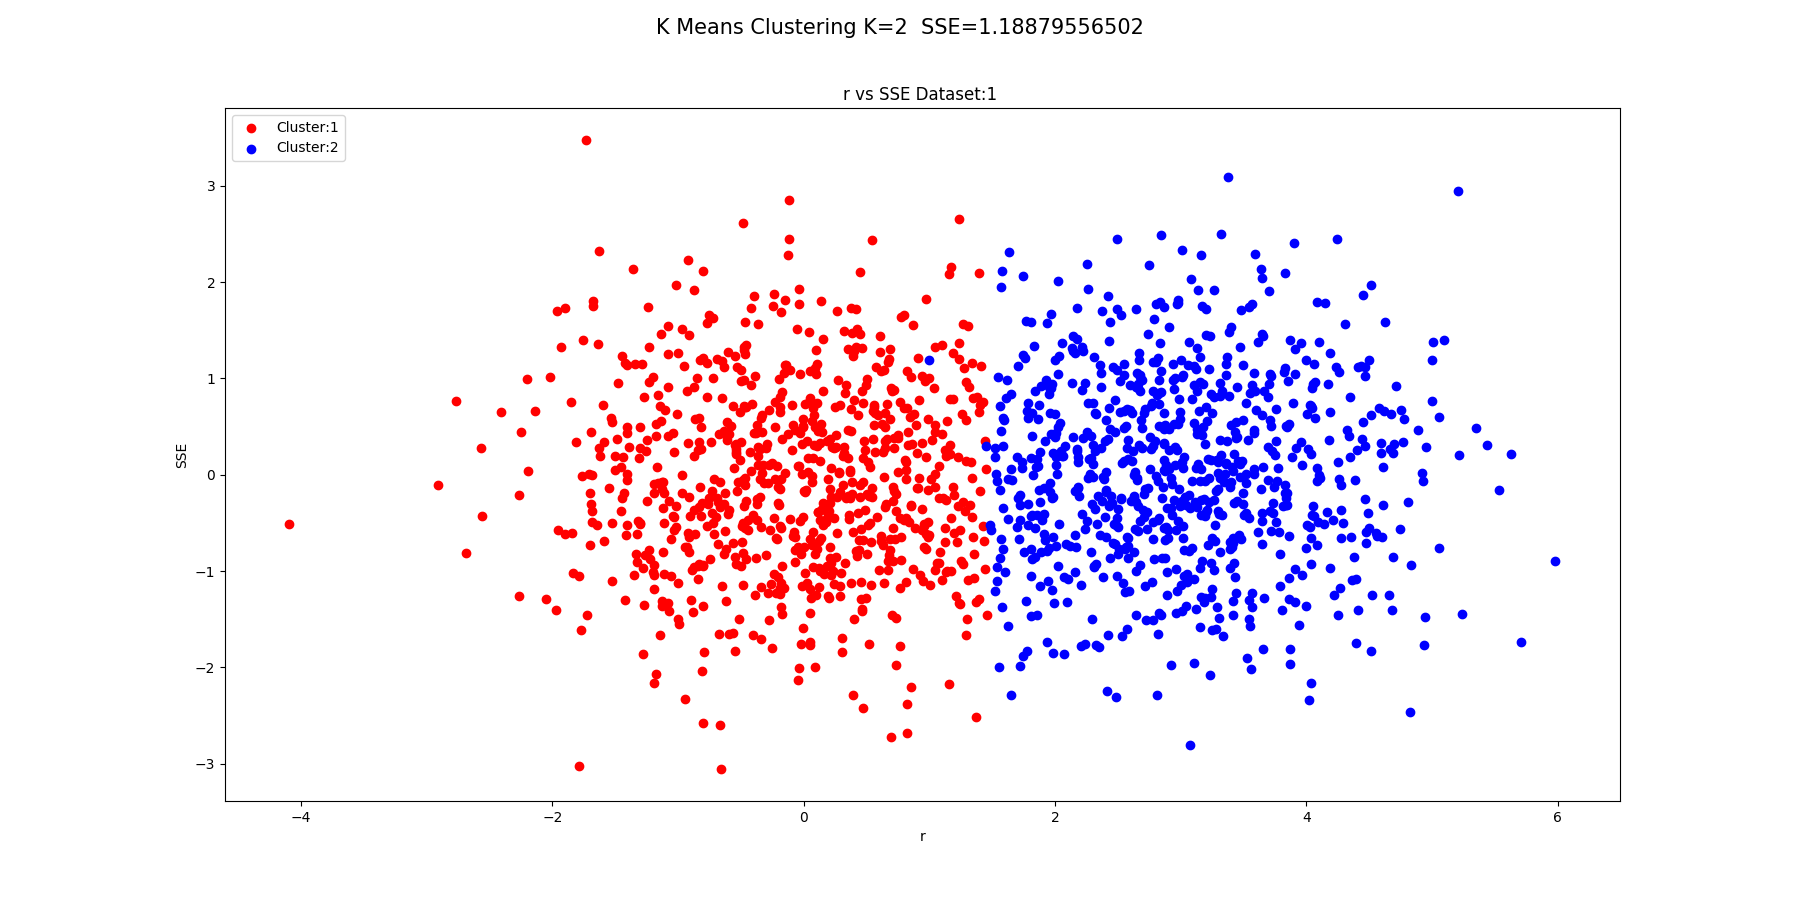 K Means Clustering K=2  SSE=1.18879556502
r vs SSE Dataset:1
Cluster:1
Cluster:2
3
2
1
0
−1
−2
−3
SSE
−4
−2
0
2
4
6
r